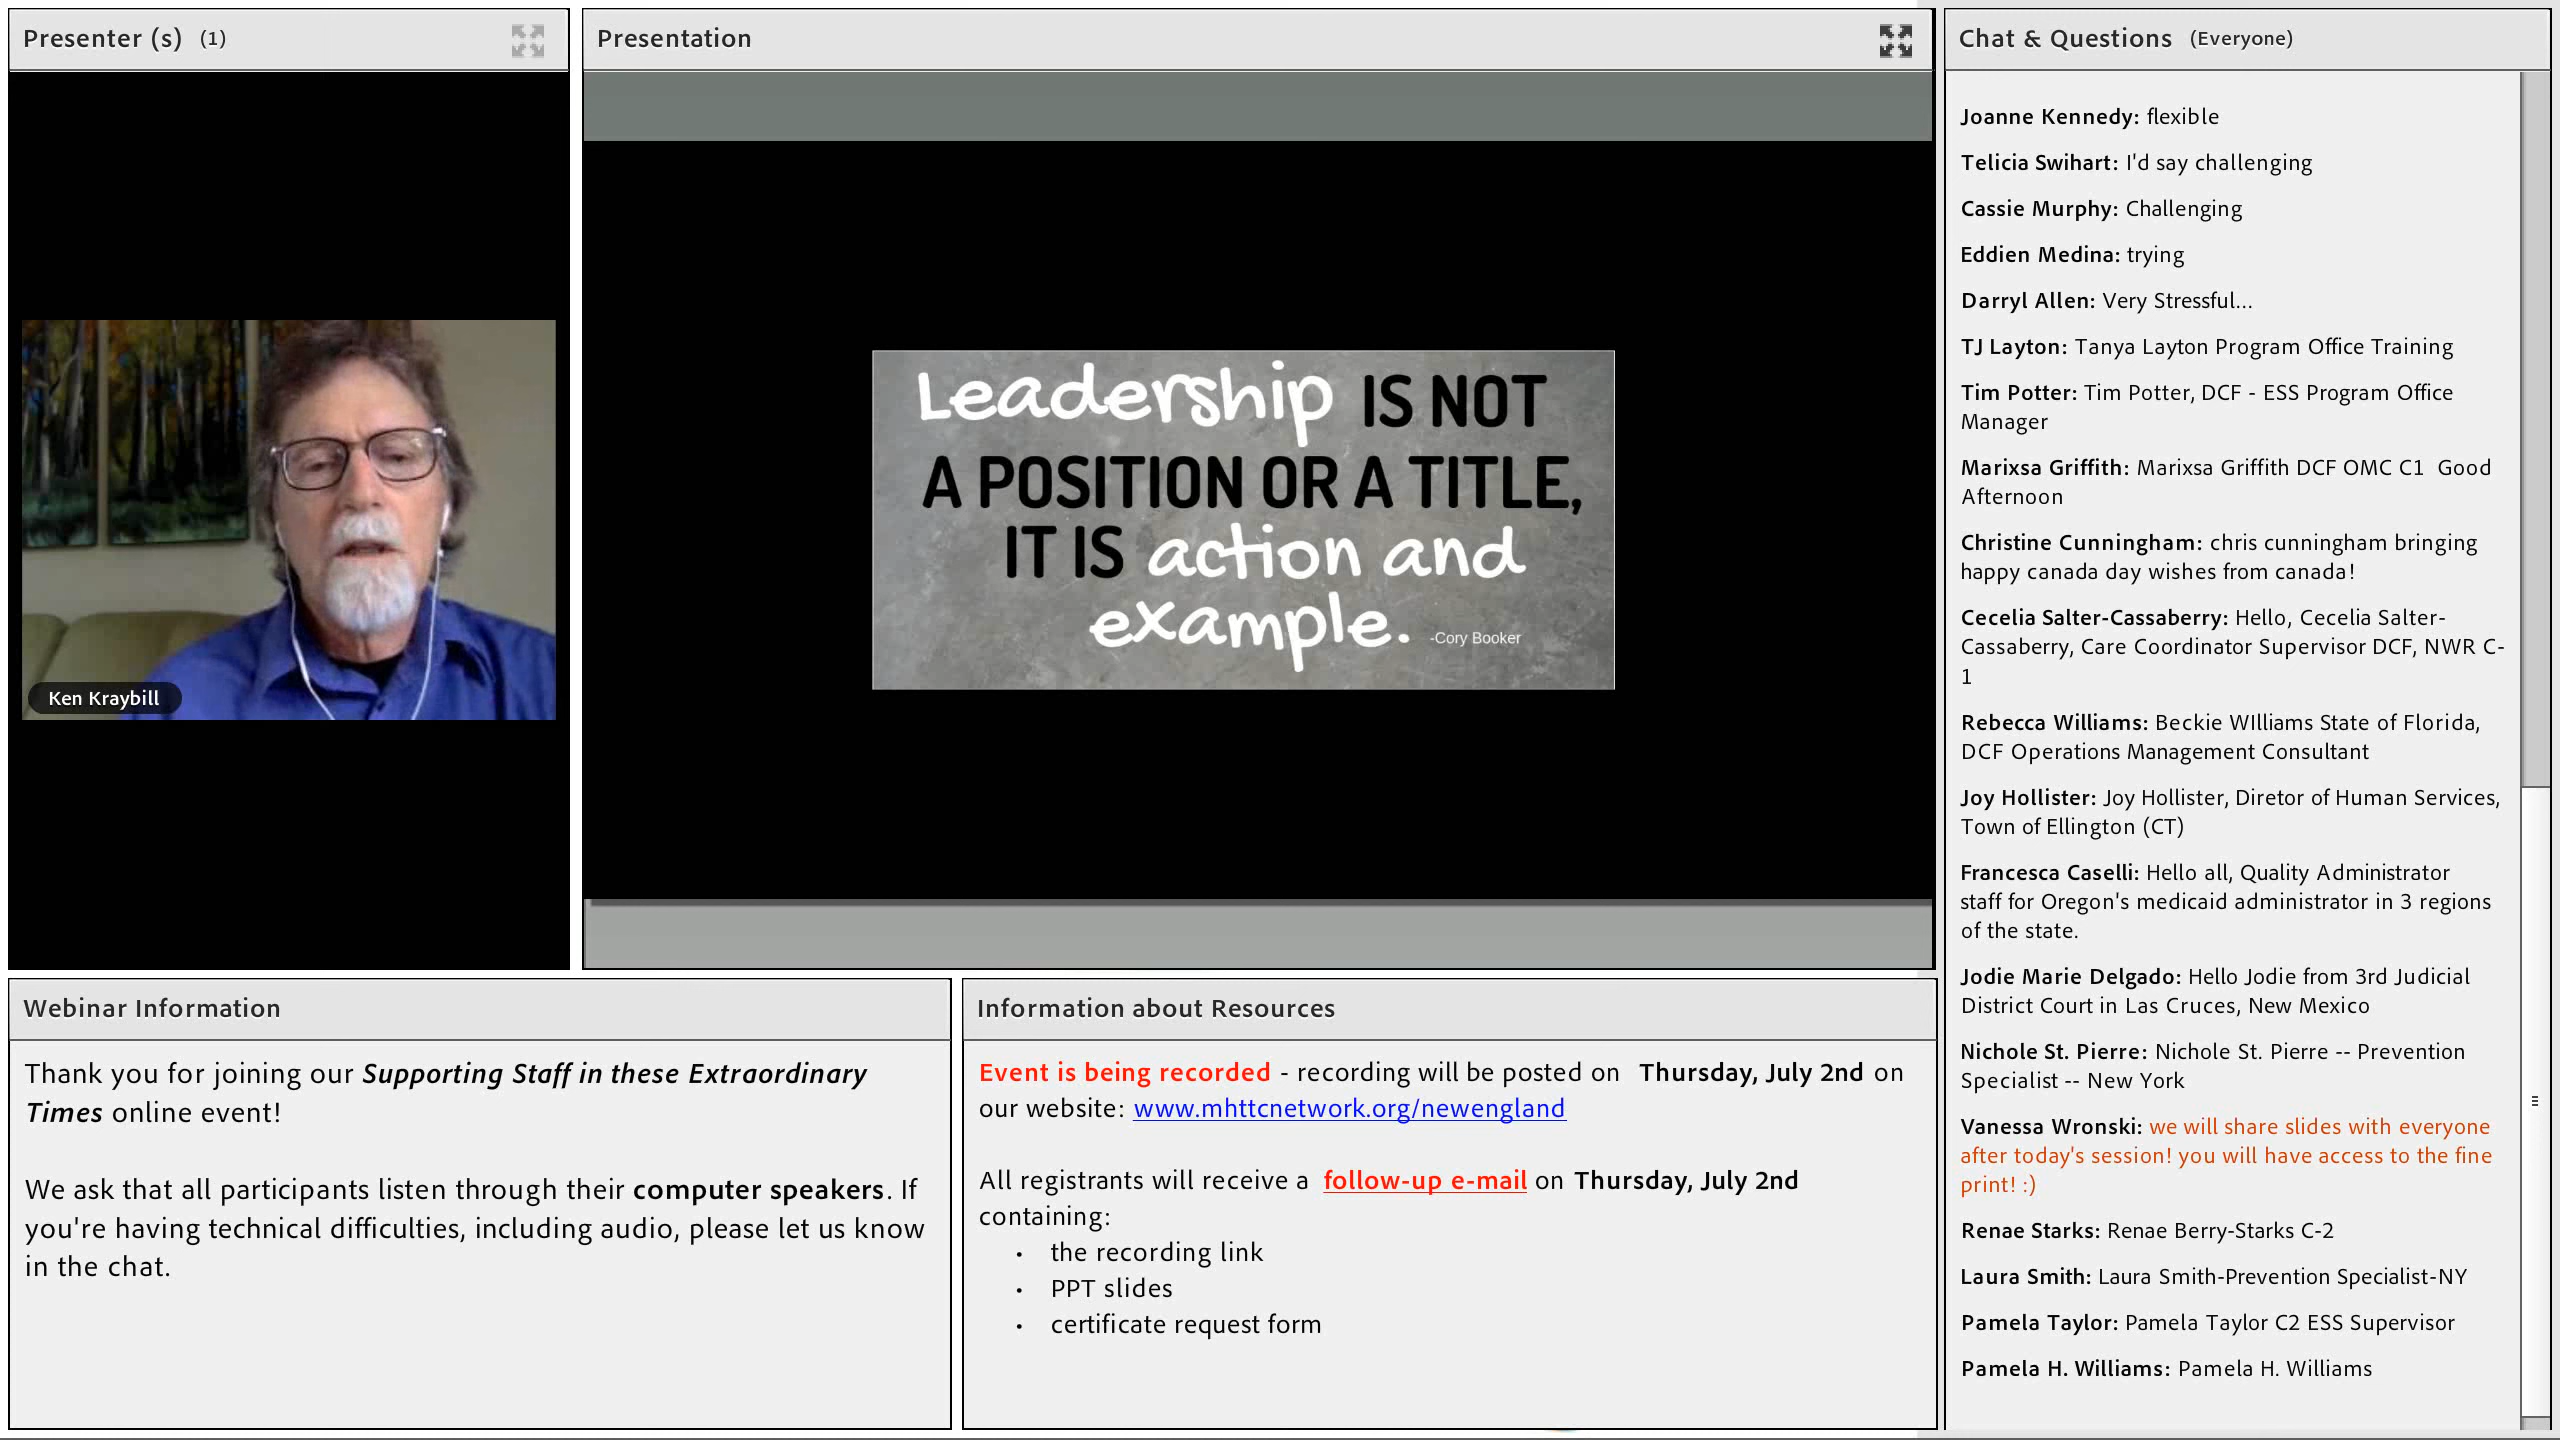 Presenter (s) (1)
Ken Kraybill
Presentation
Leadership IS NOT
A POSITION OR A TITLE,
IT IS action and
example. -Cory Booker
Chat & Questions (Everyone)
Joanne Kennedy: flexible
Telicia Swihart: I'd say challenging
Cassie Murphy: Challenging
Eddien Medina: trying
Darryl Allen: Very Stressful...
TJ Layton: Tanya Layton Program Office Training
Tim Potter: Tim Potter, DCF - ESS Program Office
Manager
Marixsa Griffith: Marixsa Griffith DCF OMC C1 Good
Afternoon
Christine Cunningham: chris cunningham bringing
happy canada day wishes from canada!
Cecelia Salter-Cassaberry: Hello, Cecelia Salter-
Cassaberry, Care Coordinator Supervisor DCF, NWR C-
1
Rebecca Williams: Beckie WIlliams State of Florida,
DCF Operations Management Consultant
Joy Hollister: Joy Hollister, Diretor of Human Services,
Town of Ellington (CT)
Francesca Caselli: Hello all, Quality Administrator
staff for Oregon's medicaid administrator in 3 regions
of the state.
Jodie Marie Delgado: Hello Jodie from 3rd Judicial
District Court in Las Cruces, New Mexico
Nichole St. Pierre: Nichole St. Pierre -- Prevention
Specialist -- New York
Vanessa Wronski: we will share slides with everyone
after today's session! you will have access to the fine
print! :)
Renae Starks: Renae Berry-Starks C-2
Laura Smith: Laura Smith-Prevention Specialist-NY
Pamela Taylor: Pamela Taylor C2 ESS Supervisor
Pamela H. Williams: Pamela H. Williams
Webinar Information
Thank you for joining our Supporting Staff in these Extraordinary
Times online event!
We ask that all participants listen through their computer speakers. If
you're having technical difficulties, including audio, please let us know
in the chat.
Information about Resources
Event is being recorded - recording will be posted on Thursday, July 2nd on
our website: www.mhttcnetwork.org/newengland
All registrants will receive a follow-up e-mail on Thursday, July 2nd
containing:
• the recording link
• PPT slides
• certificate request form